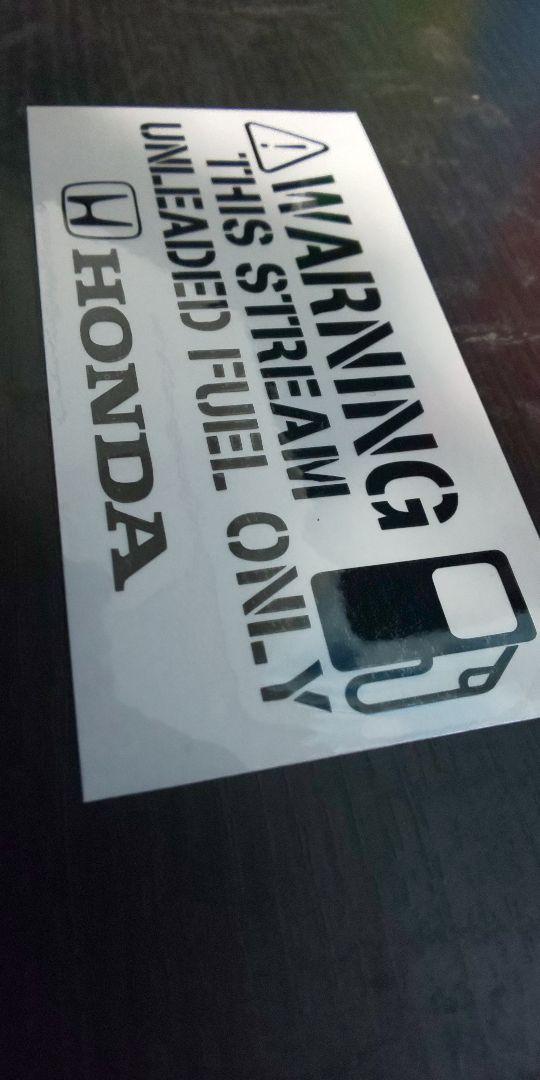 WARNING
THIS STREAM
UNLEADED FUEL ONLY
HONDA